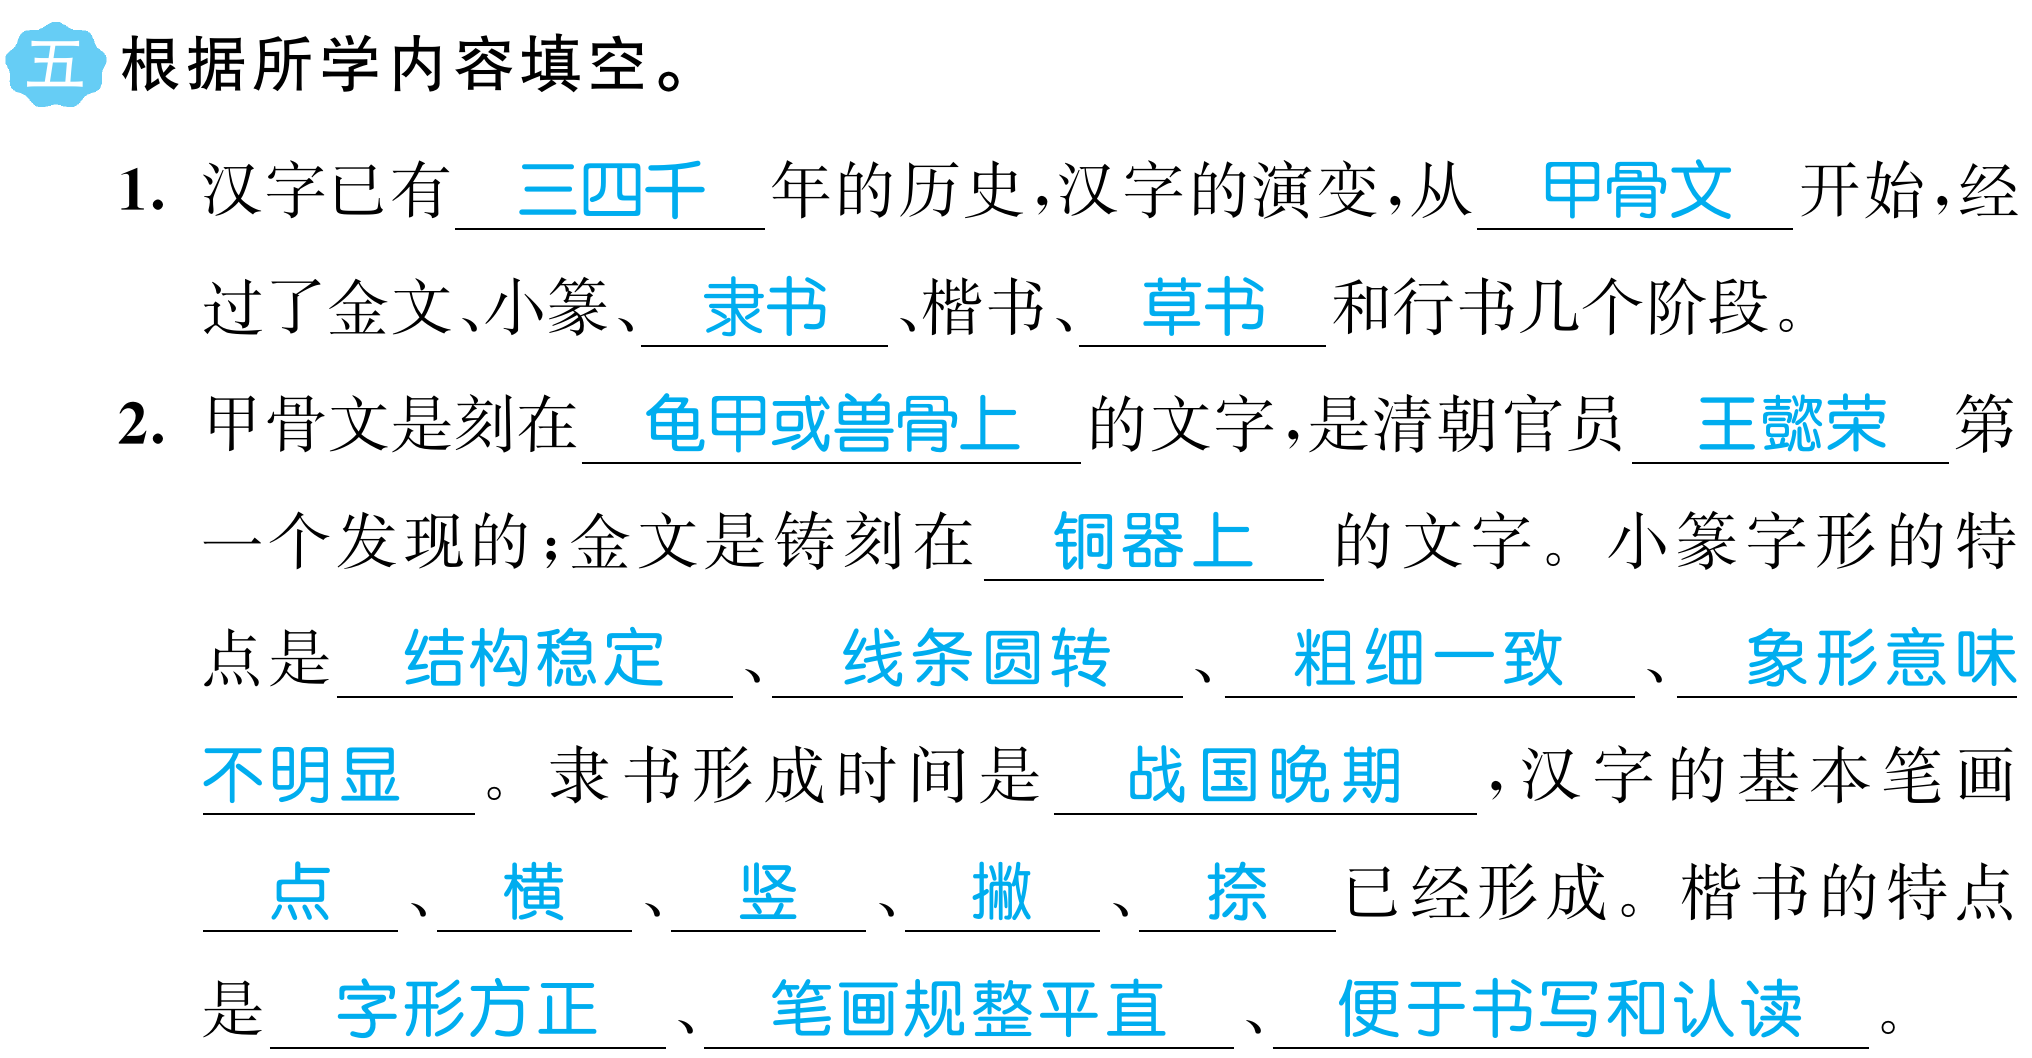 五 根据所学内容填空。
1. 汉字已有 三四千 年的历史,汉字的演变,从 甲骨文 开始,经
过了金文、小篆、 隶书 、楷书、 草书 和行书几个阶段。
2. 甲骨文是刻在 龟甲或兽骨上 的文字,是清朝官员 王懿荣 第
一个发现的;金文是铸刻在 铜器上 的文字。小篆字形的特
点是 结构稳定 、 线条圆转 、 粗细一致 、 象形意味
不明显 。隶书形成时间是 战国晚期 ,汉字的基本笔画
点 、 横 、 竖 、 撇 、 捺 已经形成。楷书的特点
是 字形方正 、 笔画规整平直 、 便于书写和认读 。